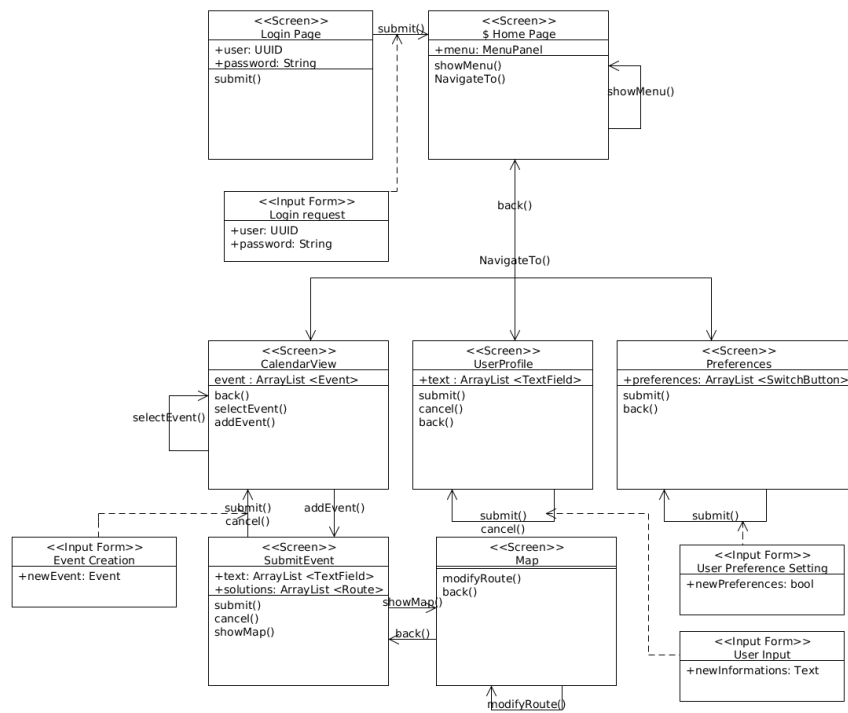 <<Screen>>
Login Page
+user: UUID
+password: String
submit()
submit()
<<Screen>>
$ Home Page
+menu: MenuPanel
showMenu()
NavigateTo()
showMenu()
<<Input Form>>
Login request
+user: UUID
+password: String
back()
NavigateTo()
<<Screen>>
CalendarView
event : ArrayList <Event>
back()
selectEvent()
addEvent()
selectEvent()
<<Screen>>
UserProfile
+text : ArrayList <TextField>
submit()
cancel()
back()
<<Screen>>
Preferences
+preferences: ArrayList <SwitchButton>
submit()
back()
submit()
cancel()
addEvent()
submit()
cancel()
submit()
<<Input Form>>
Event Creation
+newEvent: Event
<<Screen>>
SubmitEvent
+text: ArrayList <TextField>
+solutions: ArrayList <Route>
submit()
cancel()
showMap()
showMap()
back()
<<Screen>>
Map
modifyRoute()
back()
modifyRoute()
<<Input Form>>
User Preference Setting
+newPreferences: bool
<<Input Form>>
User Input
+newInformations: Text